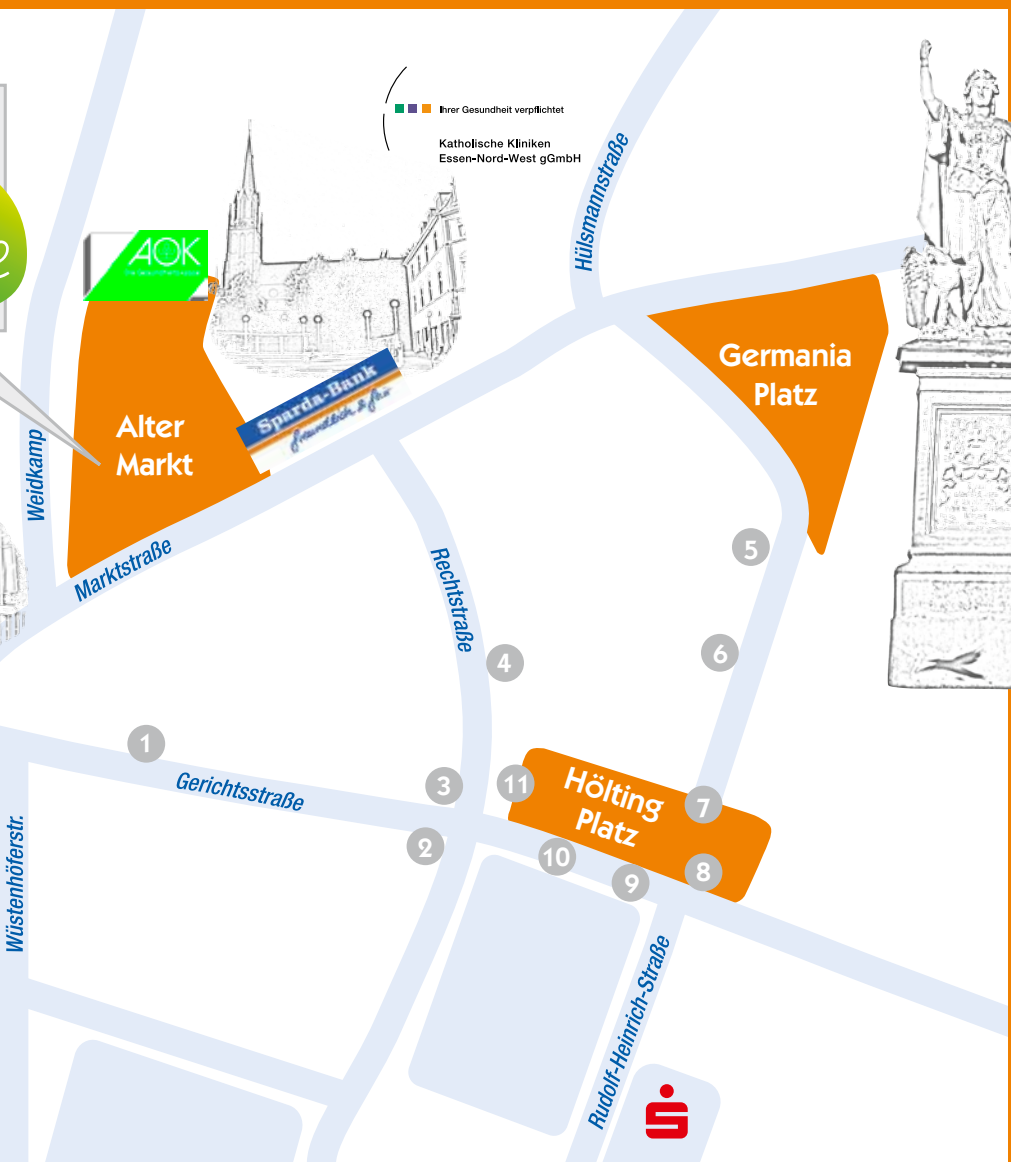 Ihrer Gesundheit verpflichtet
Katholische Kliniken
Essen-Nord-West gGmbH
Hülsmannstraße
AOK
Germania
Platz
Sparda-Bank
freundlich & fair
Alter
Markt
Weidkamp
Marktstraße
Rechtstraße
5
6
4
1
Gerichtsstraße
3
11
Hölting
Platz
7
2
10
9
8
Wüstenhöferstr.
Rudolf-Heinrich-Straße